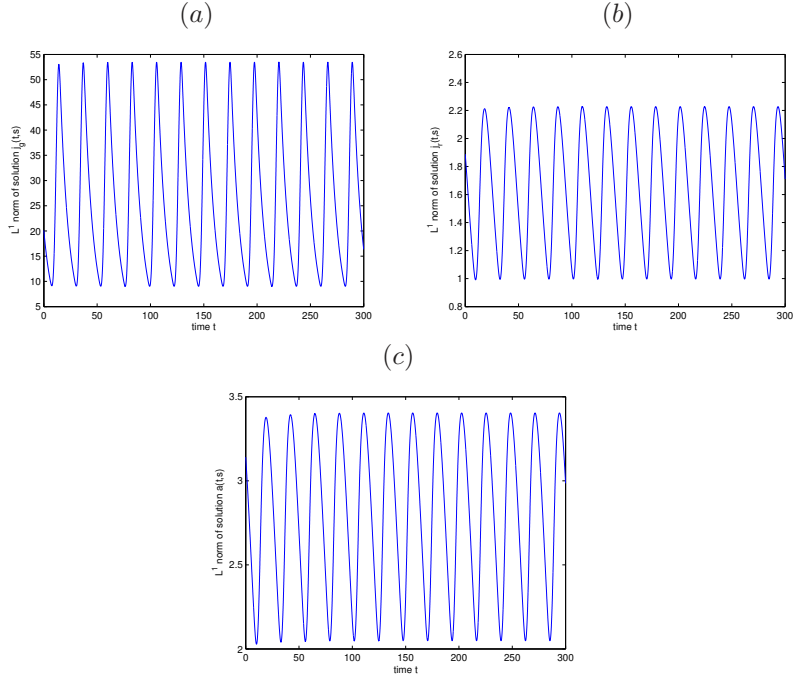 (a)
L¹ norm of solution j_g(t,s)
55
50
45
40
35
30
25
20
15
10
5
0 50 100 150 200 250 300
time t
(b)
L¹ norm of solution j_r(t,s)
2.6
2.4
2.2
2
1.8
1.6
1.4
1.2
1
0.8
0 50 100 150 200 250 300
time t
(c)
L¹ norm of solution a(t,s)
3.5
3
2.5
2
0 50 100 150 200 250 300
time t